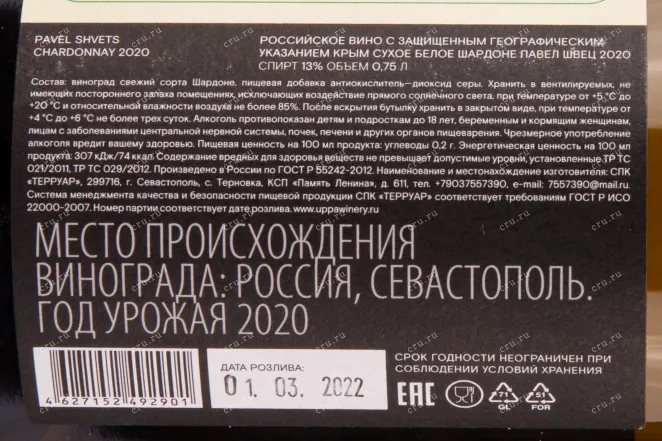 PAVEL SHVETS
CHARDONNAY 2020
РОССИЙСКОЕ ВИНО С ЗАЩИЩЕННЫМ ГЕОГРАФИЧЕСКИМ
УКАЗАНИЕМ КРЫМ СУХОЕ БЕЛОЕ ШАРДОНЕ ПАВЕЛ ШВЕЦ 2020
СПИРТ 13% ОБЪЕМ 0,75 Л
Состав: виноград свежий сорта Шардоне, пищевая добавка антиокислитель–диоксид серы. Хранить в вентилируемых, не
имеющих постороннего запаха помещениях, исключающих воздействие прямого солнечного света, при температуре от +5 °С до
+20 °С и относительной влажности воздуха не более 85%. После вскрытия бутылку хранить в закрытом виде, при температуре от
+4 °С до +6 °С не более трех суток. Алкоголь противопоказан детям и подросткам до 18 лет, беременным и кормящим женщинам,
лицам с заболеваниями центральной нервной системы, почек, печени и других органов пищеварения. Чрезмерное употребление
алкоголя вредит вашему здоровью. Пищевая ценность на 100 мл продукта: углеводы 0,2 г. Энергетическая ценность на 100 мл
продукта: 307 кДж/74 ккал. Содержание вредных для здоровья веществ не превышает допустимые уровни, установленные ТР ТС
021/2011, ТР ТС 029/2012. Произведено в России по ГОСТ Р 55242-2012. Наименование и местонахождение изготовителя: СПК
«ТЕРРУАР», 299716, г. Севастополь, с. Терновка, КСП «Память Ленина», д. 611, тел. +79037557390, e-mail: 7557390@mail.ru
Система менеджмента качества и безопасности пищевой продукции СПК «ТЕРРУАР» соответствует требованиям ГОСТ Р ИСО
22000-2007. Номер партии соответствует дате розлива. www.uppawinery.ru
МЕСТО ПРОИСХОЖДЕНИЯ
ВИНОГРАДА: РОССИЯ, СЕВАСТОПОЛЬ.
ГОД УРОЖАЯ 2020
4 627152 492901
ДАТА РОЗЛИВА:
01. 03. 2022
СРОК ГОДНОСТИ НЕОГРАНИЧЕН ПРИ
СОБЛЮДЕНИИ УСЛОВИЙ ХРАНЕНИЯ
ЕАС
71
GL
51
FOR
cru.ru